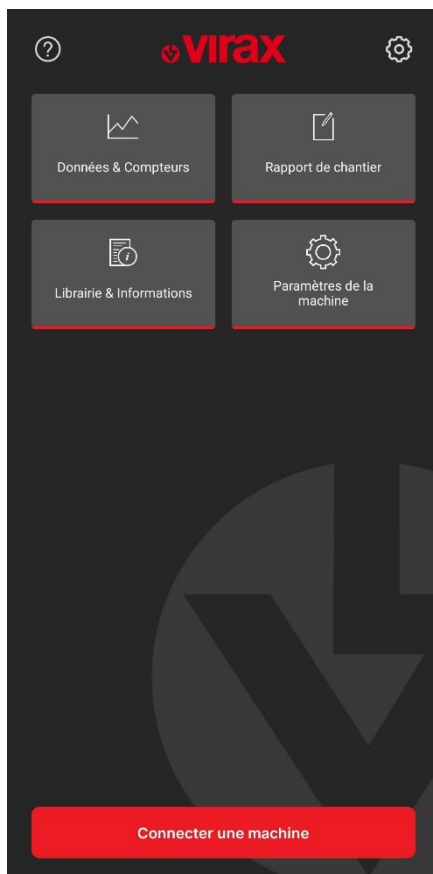 virax
Données & Compteurs
Rapport de chantier
Librairie & Informations
Paramètres de la
machine
Connecter une machine